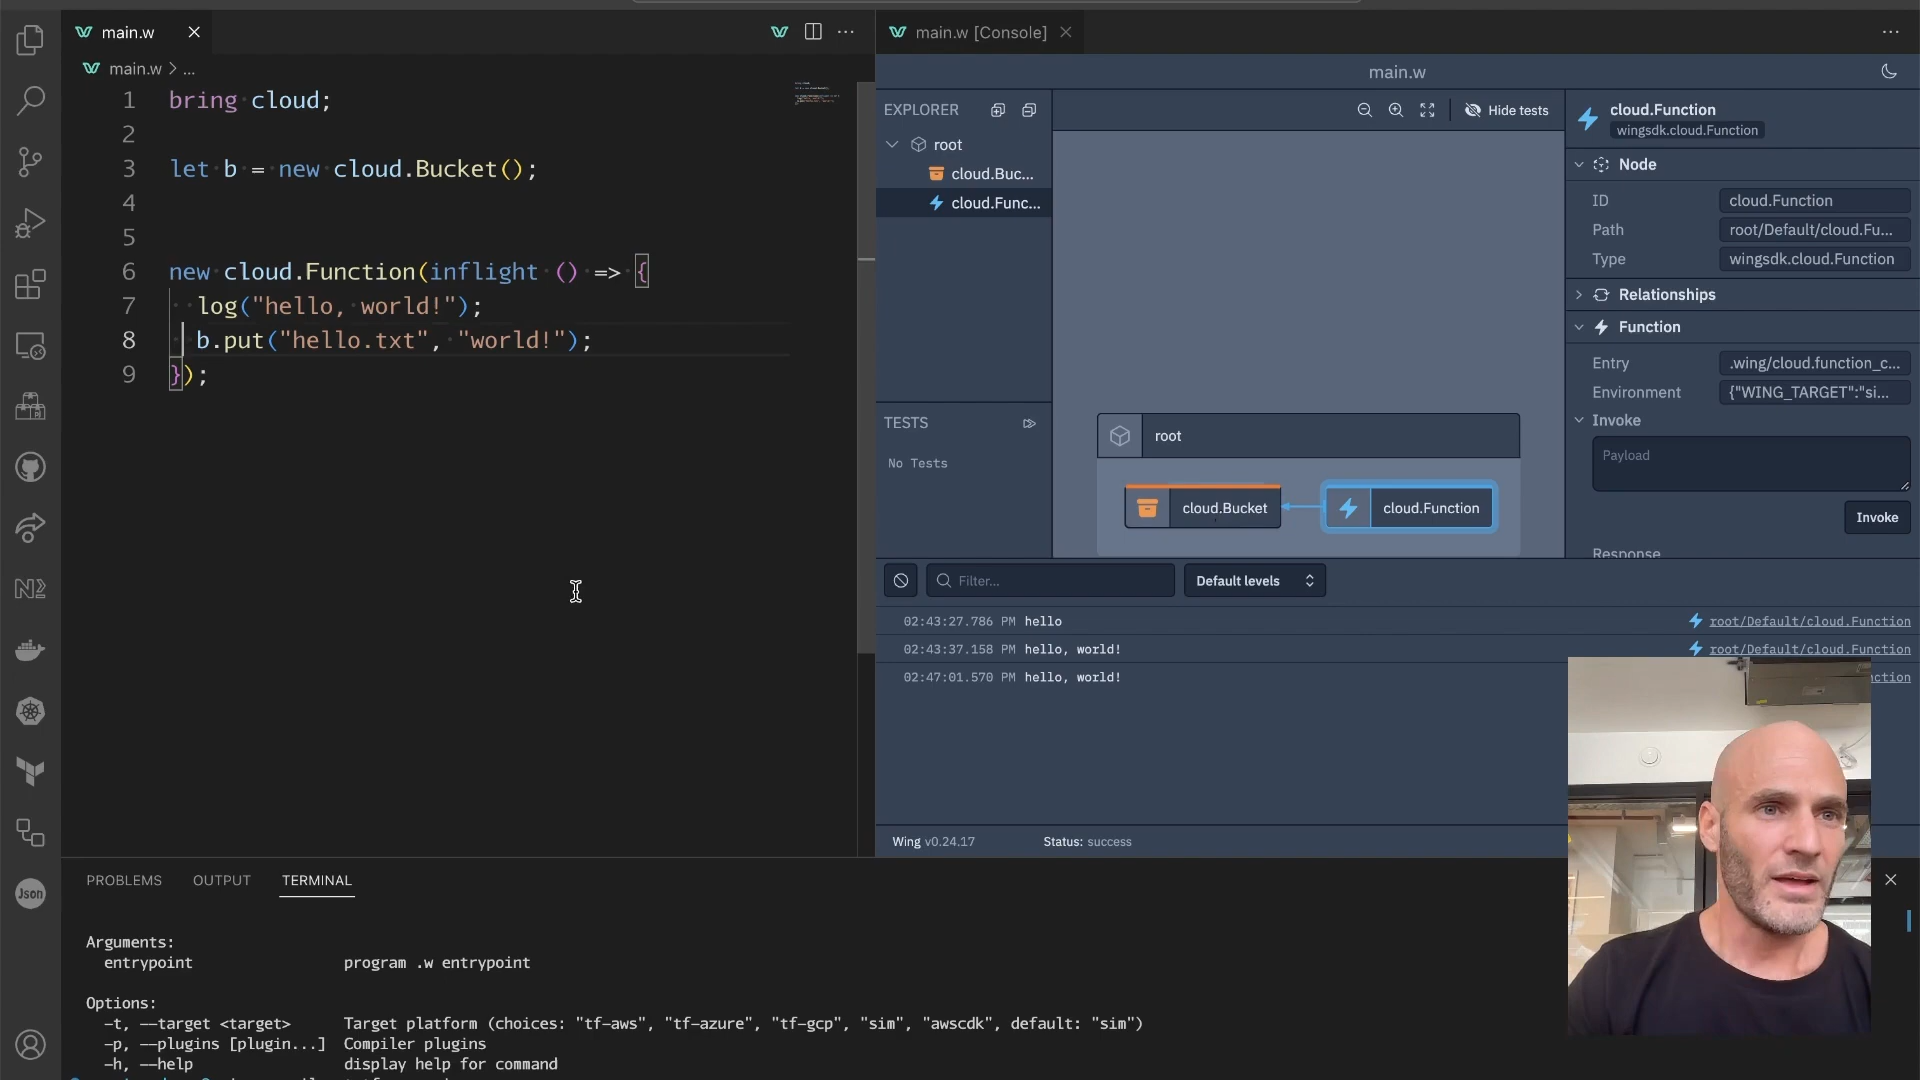 main.w
main.w > ...
1 bring cloud;
2
3 let b = new cloud.Bucket();
4
5
6 new cloud.Function(inflight () => {
7 log("hello, world!");
8 b.put("hello.txt", "world!");
9 });
main.w [Console]
main.w
EXPLORER
root
cloud.Buc...
cloud.Func...
TESTS
No Tests
Hide tests
root
cloud.Bucket
cloud.Function
cloud.Function
wingsdk.cloud.Function
Node
ID cloud.Function
Path root/Default/cloud.Fu...
Type wingsdk.cloud.Function
Relationships
Function
Entry .wing/cloud.function_c...
Environment {"WING_TARGET":"si...
Invoke
Payload
Invoke
Response
Filter...
Default levels
02:43:27.786 PM hello root/Default/cloud.Function
02:43:37.158 PM hello, world! root/Default/cloud.Function
02:47:01.570 PM hello, world! nction
Wing v0.24.17 Status: success
PROBLEMS OUTPUT TERMINAL
Arguments:
entrypoint program .w entrypoint
Options:
-t, --target <target> Target platform (choices: "tf-aws", "tf-azure", "tf-gcp", "sim", "awscdk", default: "sim")
-p, --plugins [plugin...] Compiler plugins
-h, --help display help for command
Json